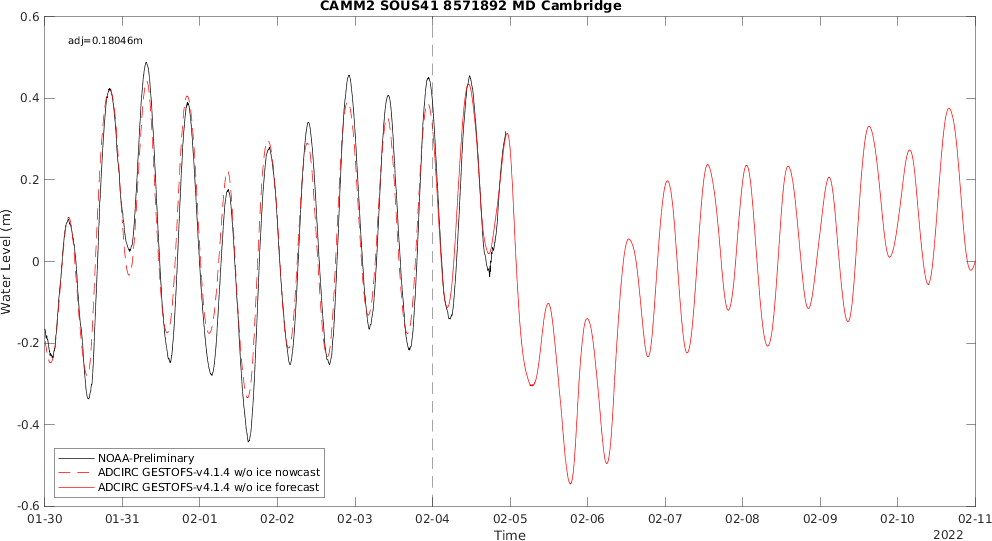 CAMM2 SOUS41 8571892 MD Cambridge
0.6
adj=0.18046m
0.4
0.2
0
-0.2
-0.4
-0.6
Water Level (m)
NOAA-Preliminary
ADCIRC GESTOFS-v4.1.4 w/o ice nowcast
ADCIRC GESTOFS-v4.1.4 w/o ice forecast
01-30 01-31 02-01 02-02 02-03 02-04 02-05 02-06 02-07 02-08 02-09 02-10 02-11
Time
2022